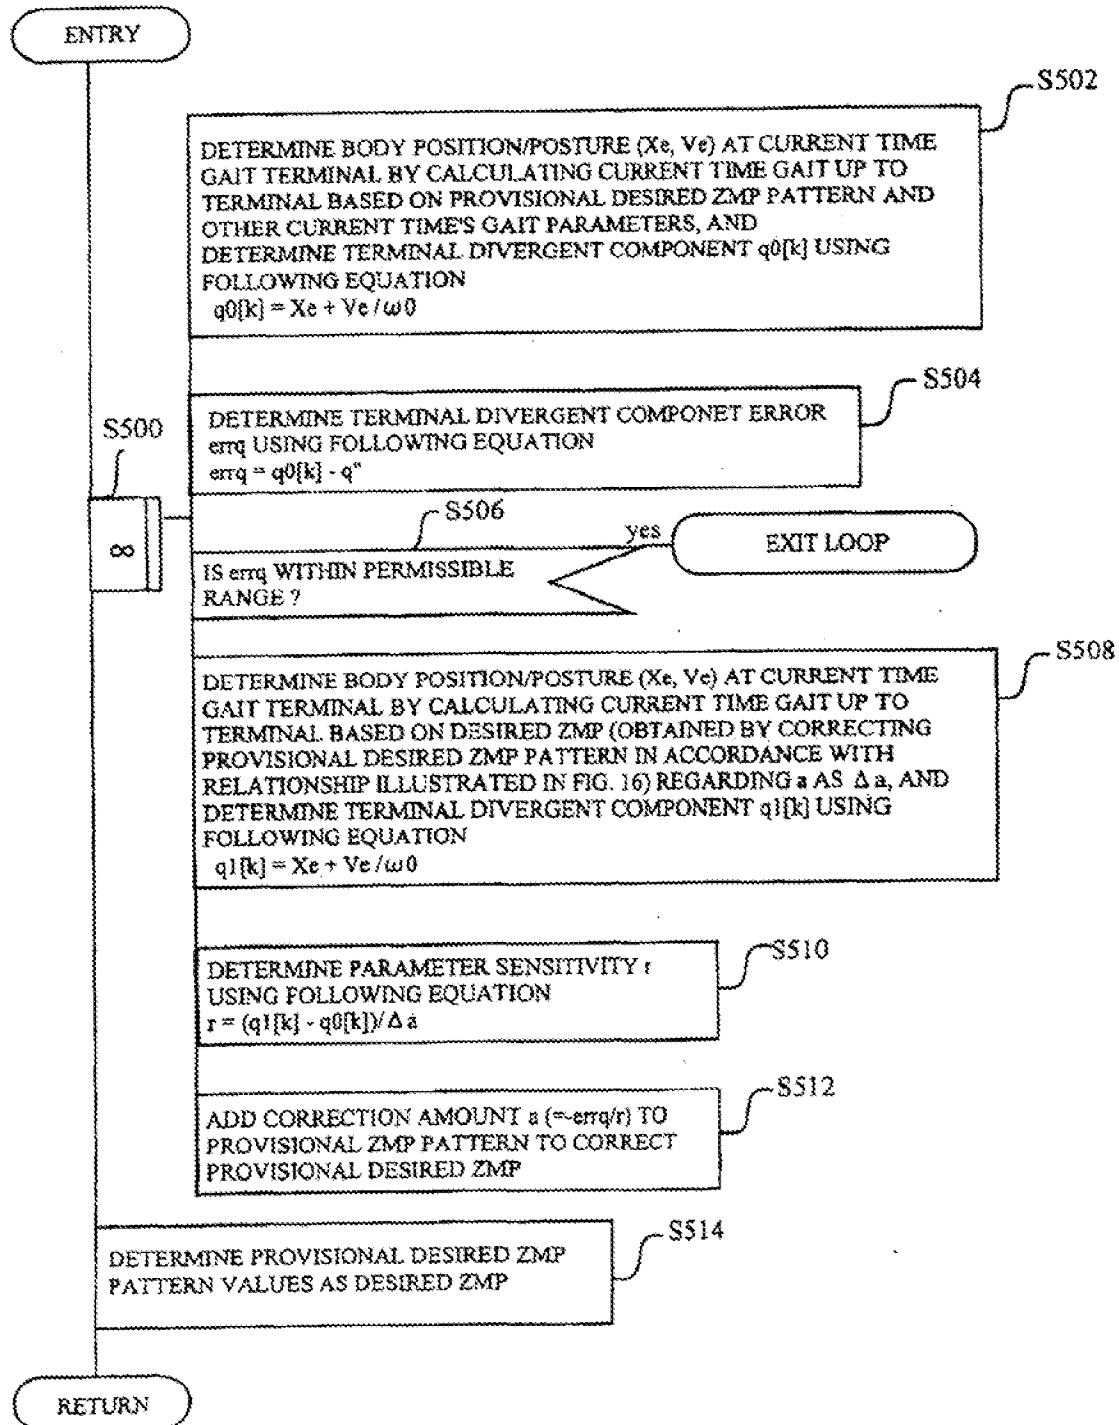 ENTRY
S502
DETERMINE BODY POSITION/POSTURE (Xe, Ve) AT CURRENT TIME
GAIT TERMINAL BY CALCULATING CURRENT TIME GAIT UP TO
TERMINAL BASED ON PROVISIONAL DESIRED ZMP PATTERN AND
OTHER CURRENT TIME'S GAIT PARAMETERS, AND
DETERMINE TERMINAL DIVERGENT COMPONENT q0[k] USING
FOLLOWING EQUATION
q0[k] = Xe + Ve /ω0
S504
DETERMINE TERMINAL DIVERGENT COMPONET ERROR
errq USING FOLLOWING EQUATION
errq = q0[k] - q"
S500
∞
S506
IS errq WITHIN PERMISSIBLE
RANGE ?
yes
EXIT LOOP
S508
DETERMINE BODY POSITION/POSTURE (Xe, Ve) AT CURRENT TIME
GAIT TERMINAL BY CALCULATING CURRENT TIME GAIT UP TO
TERMINAL BASED ON DESIRED ZMP (OBTAINED BY CORRECTING
PROVISIONAL DESIRED ZMP PATTERN IN ACCORDANCE WITH
RELATIONSHIP ILLUSTRATED IN FIG. 16) REGARDING a AS Δa, AND
DETERMINE TERMINAL DIVERGENT COMPONENT q1[k] USING
FOLLOWING EQUATION
q1[k] = Xe + Ve /ω0
S510
DETERMINE PARAMETER SENSITIVITY r
USING FOLLOWING EQUATION
r = (q1[k] - q0[k])/Δa
S512
ADD CORRECTION AMOUNT a (=-errq/r) TO
PROVISIONAL ZMP PATTERN TO CORRECT
PROVISIONAL DESIRED ZMP
S514
DETERMINE PROVISIONAL DESIRED ZMP
PATTERN VALUES AS DESIRED ZMP
RETURN